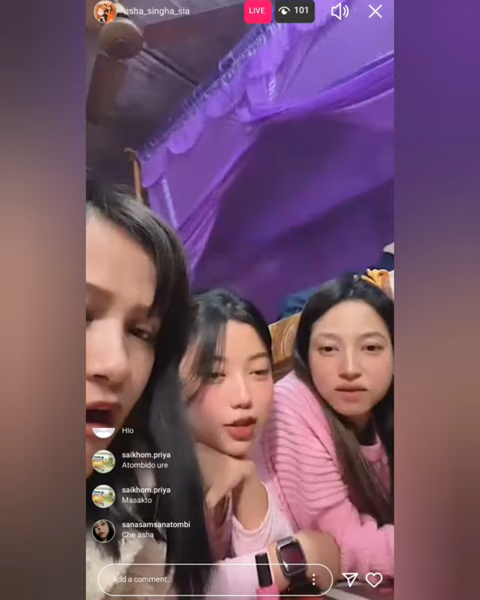 asha_singha_sia
LIVE
101
Hlo
saikhom.priya
Atombido ure
saikhom.priya
Masakto
sanasamsanatombi
Che asha
Add a comment...